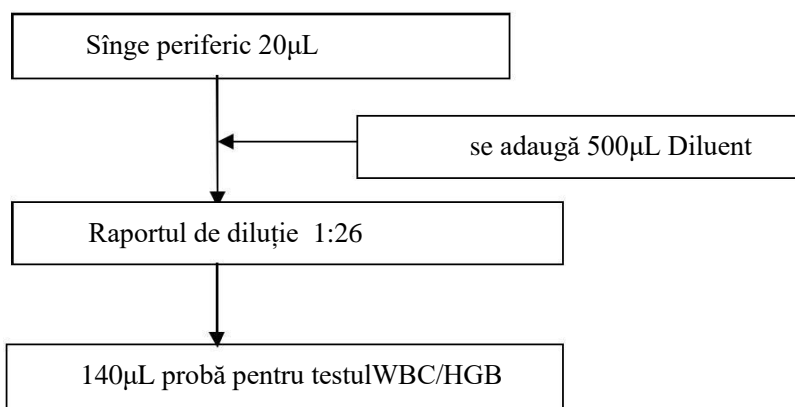 Sînge periferic 20μL
se adaugă 500μL Diluent
Raportul de diluție 1:26
140μL probă pentru testulWBC/HGB